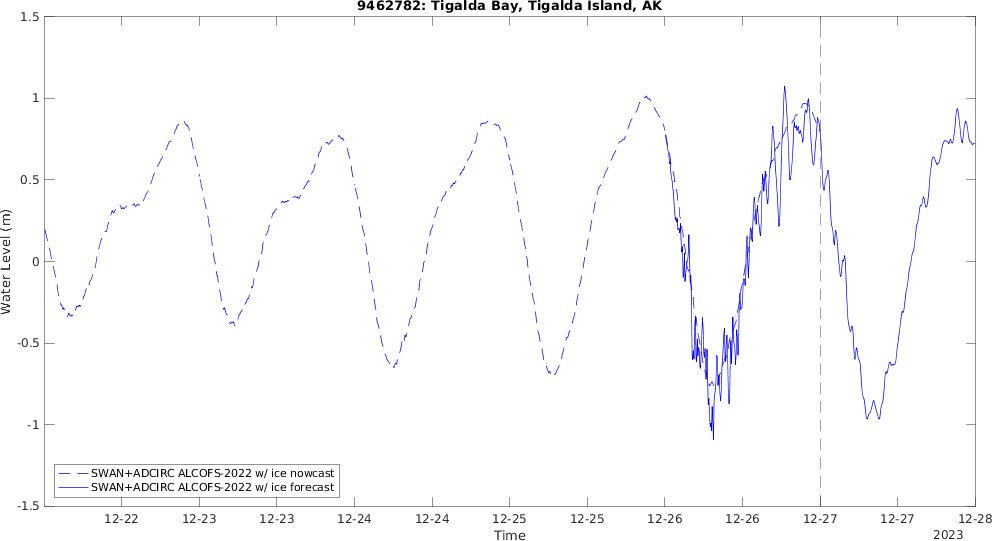 9462782: Tigalda Bay, Tigalda Island, AK
1.5
1
0.5
0
-0.5
-1
-1.5
Water Level (m)
SWAN+ADCIRC ALCOFS-2022 w/ ice nowcast
SWAN+ADCIRC ALCOFS-2022 w/ ice forecast
12-22 12-23 12-23 12-24 12-24 12-25 12-25 12-26 12-26 12-27 12-27 12-28
Time 2023